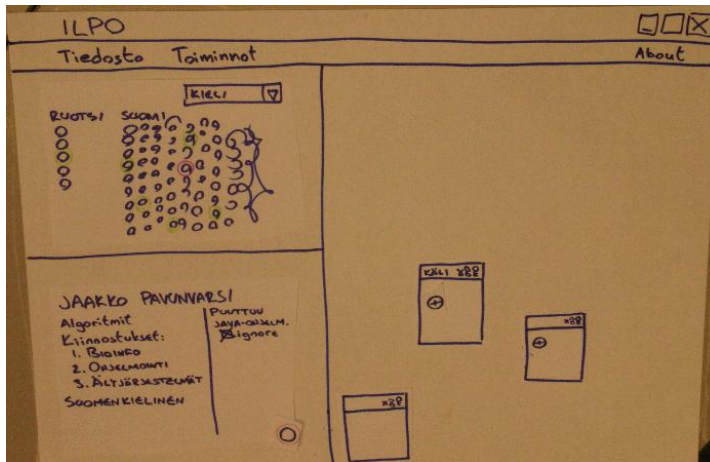 ILPO
Tiedosto Toiminnot About
KIELI
RUOTSI SUOMI
JAAKKO PAVUNVARSI
Algoritmit
Kiinnostukset:
1. BIOINFO
2. OHJELMOINTI
3. ÄLYJÄRJESTELMÄT
SUOMENKIELINEN
PUUTTUU
JAVA-OHJELM.
ignore
KÄLI